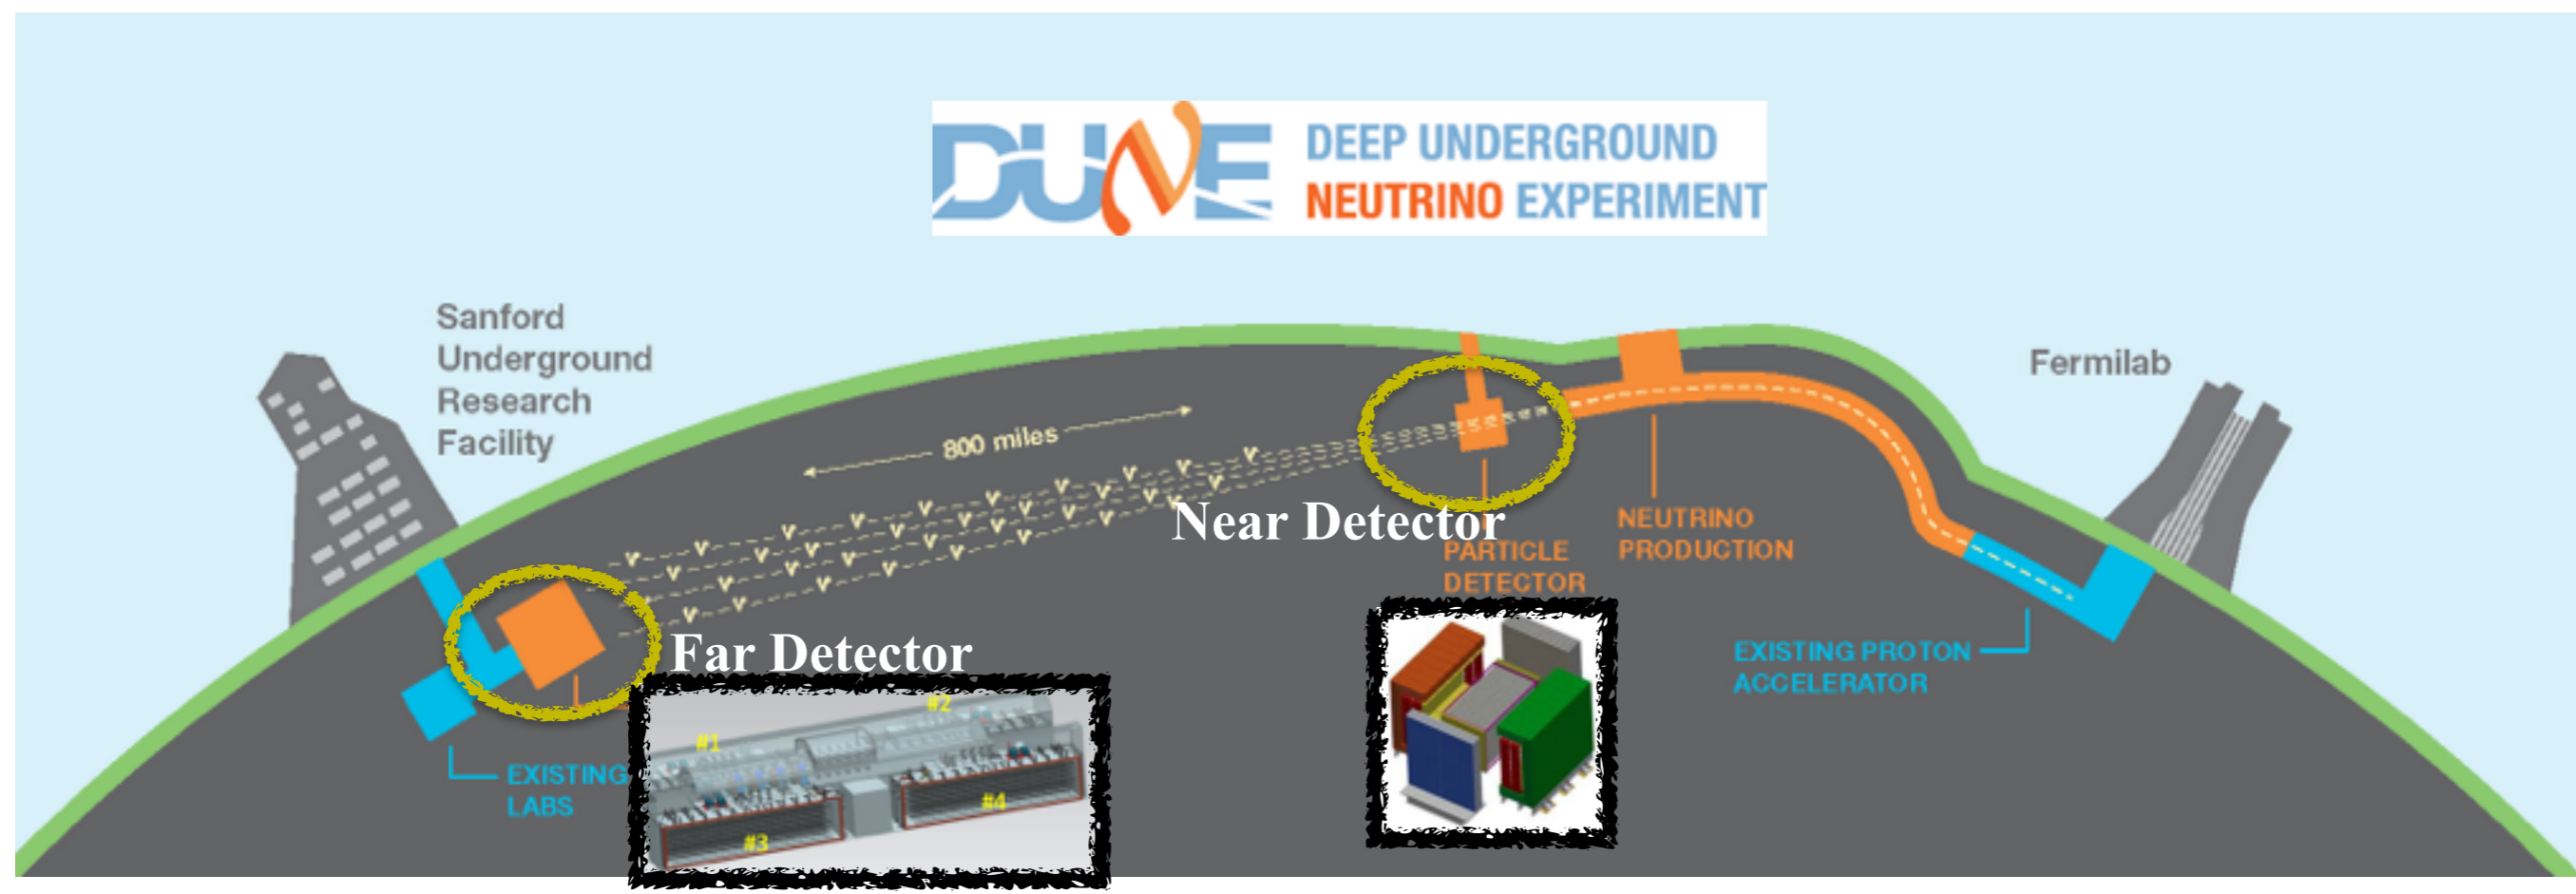 DUNE
DEEP UNDERGROUND
NEUTRINO EXPERIMENT
Sanford
Underground
Research
Facility
Fermilab
800 miles
Near Detector
PARTICLE
DETECTOR
NEUTRINO
PRODUCTION
Far Detector
EXISTING PROTON
ACCELERATOR
EXISTING
LABS
#1
#2
#3
#4